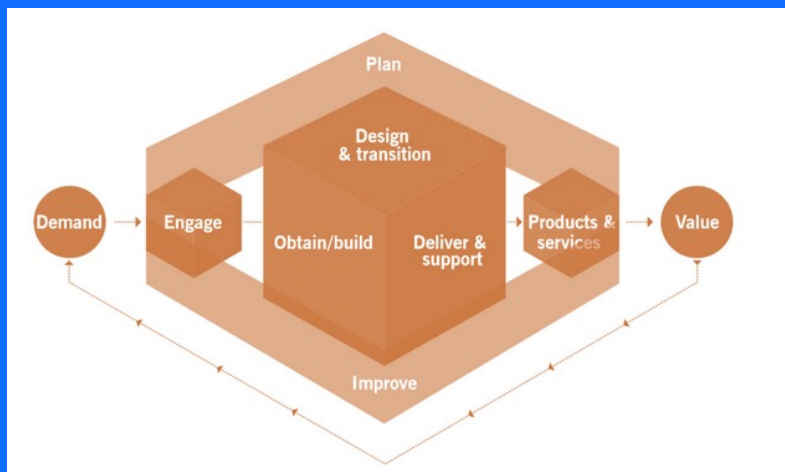 Plan
Design
& transition
Demand
Engage
Obtain/build
Deliver &
support
Products &
services
Value
Improve